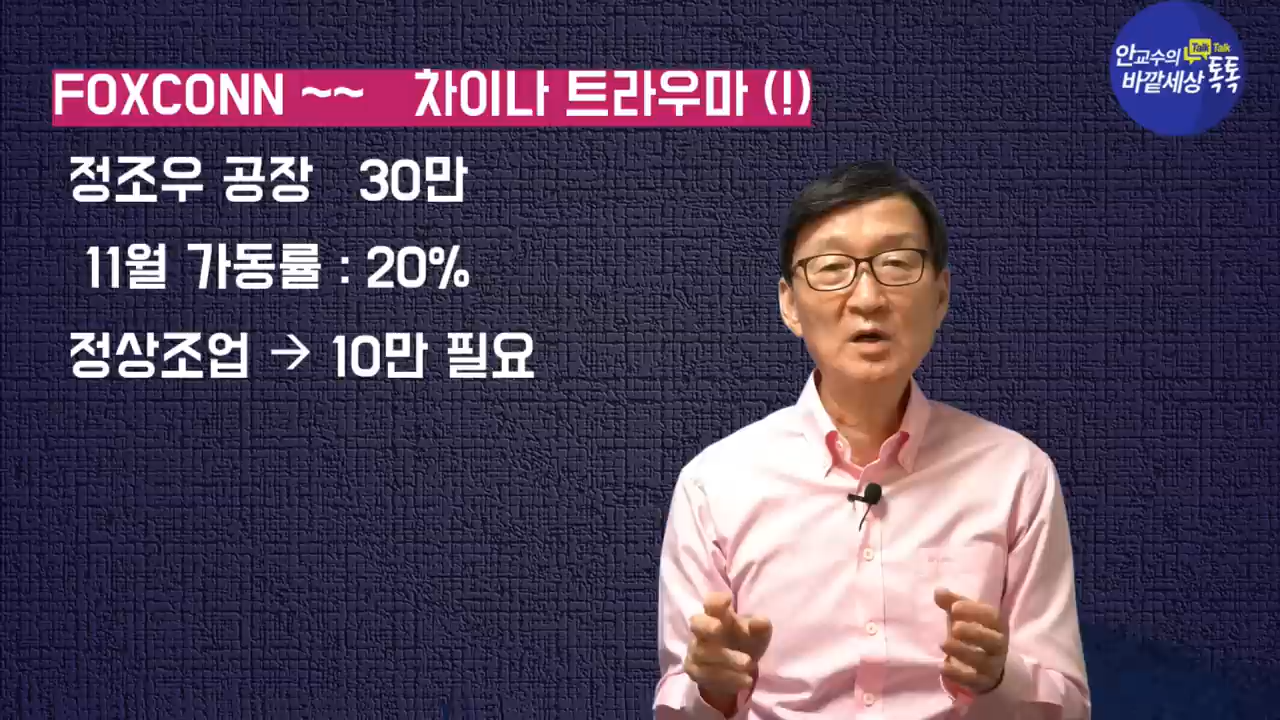 FOXCONN ~~ 차이나 트라우마 (!)
정조우 공장 30만
11월 가동률 : 20%
정상조업 → 10만 필요
안교수의 Talk Talk
바깥세상 톡톡